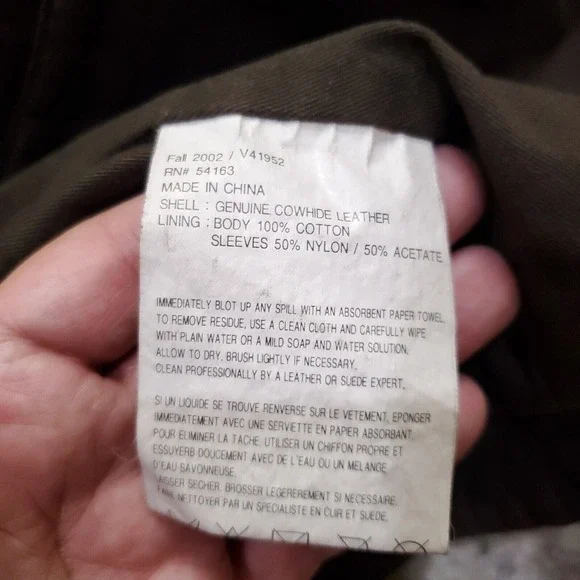 Fall 2002 / V41952
RN# 54163
MADE IN CHINA
SHELL : GENUINE COWHIDE LEATHER
LINING : BODY 100% COTTON
SLEEVES 50% NYLON / 50% ACETATE
IMMEDIATELY BLOT UP ANY SPILL WITH AN ABSORBENT PAPER TOWEL.
TO REMOVE RESIDUE, USE A CLEAN CLOTH AND CAREFULLY WIPE
WITH PLAIN WATER OR A MILD SOAP AND WATER SOLUTION.
ALLOW TO DRY. BRUSH LIGHTLY IF NECESSARY.
CLEAN PROFESSIONALLY BY A LEATHER OR SUEDE EXPERT.
SI UN LIQUIDE SE TROUVE RENVERSE SUR LE VETEMENT, EPONGER
IMMEDIATEMENT AVEC UNE SERVETTE EN PAPIER ABSORBANT.
POUR ELIMINER LA TACHE, UTILISER UN CHIFFON PROPRE ET
ESSUYERB DOUCEMENT AVEC DE L'EAU OU UN MELANGE
D'EAU SAVONNEUSE.
LAISSER SECHER. BROSSER LEGEREREMENT SI NECESSAIRE.
FAIRE NETTOYER PAR UN SPECIALISTE EN CLIR ET SUEDE.